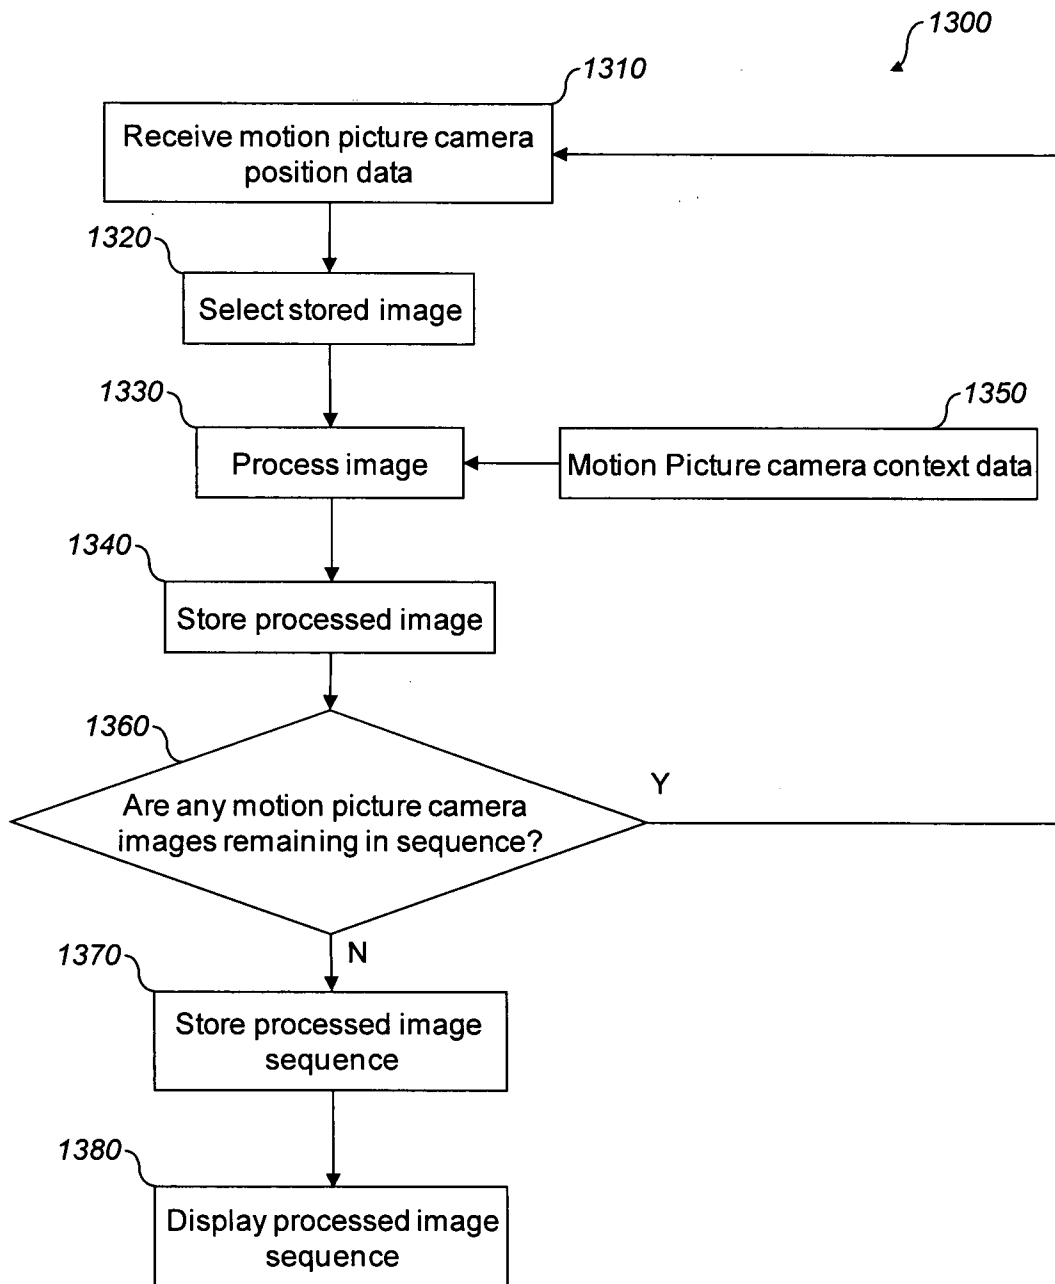 1300
1310
Receive motion picture camera
position data
1320
Select stored image
1330
1350
Process image
Motion Picture camera context data
1340
Store processed image
1360
Y
Are any motion picture camera
images remaining in sequence?
N
1370
Store processed image
sequence
1380
Display processed image
sequence